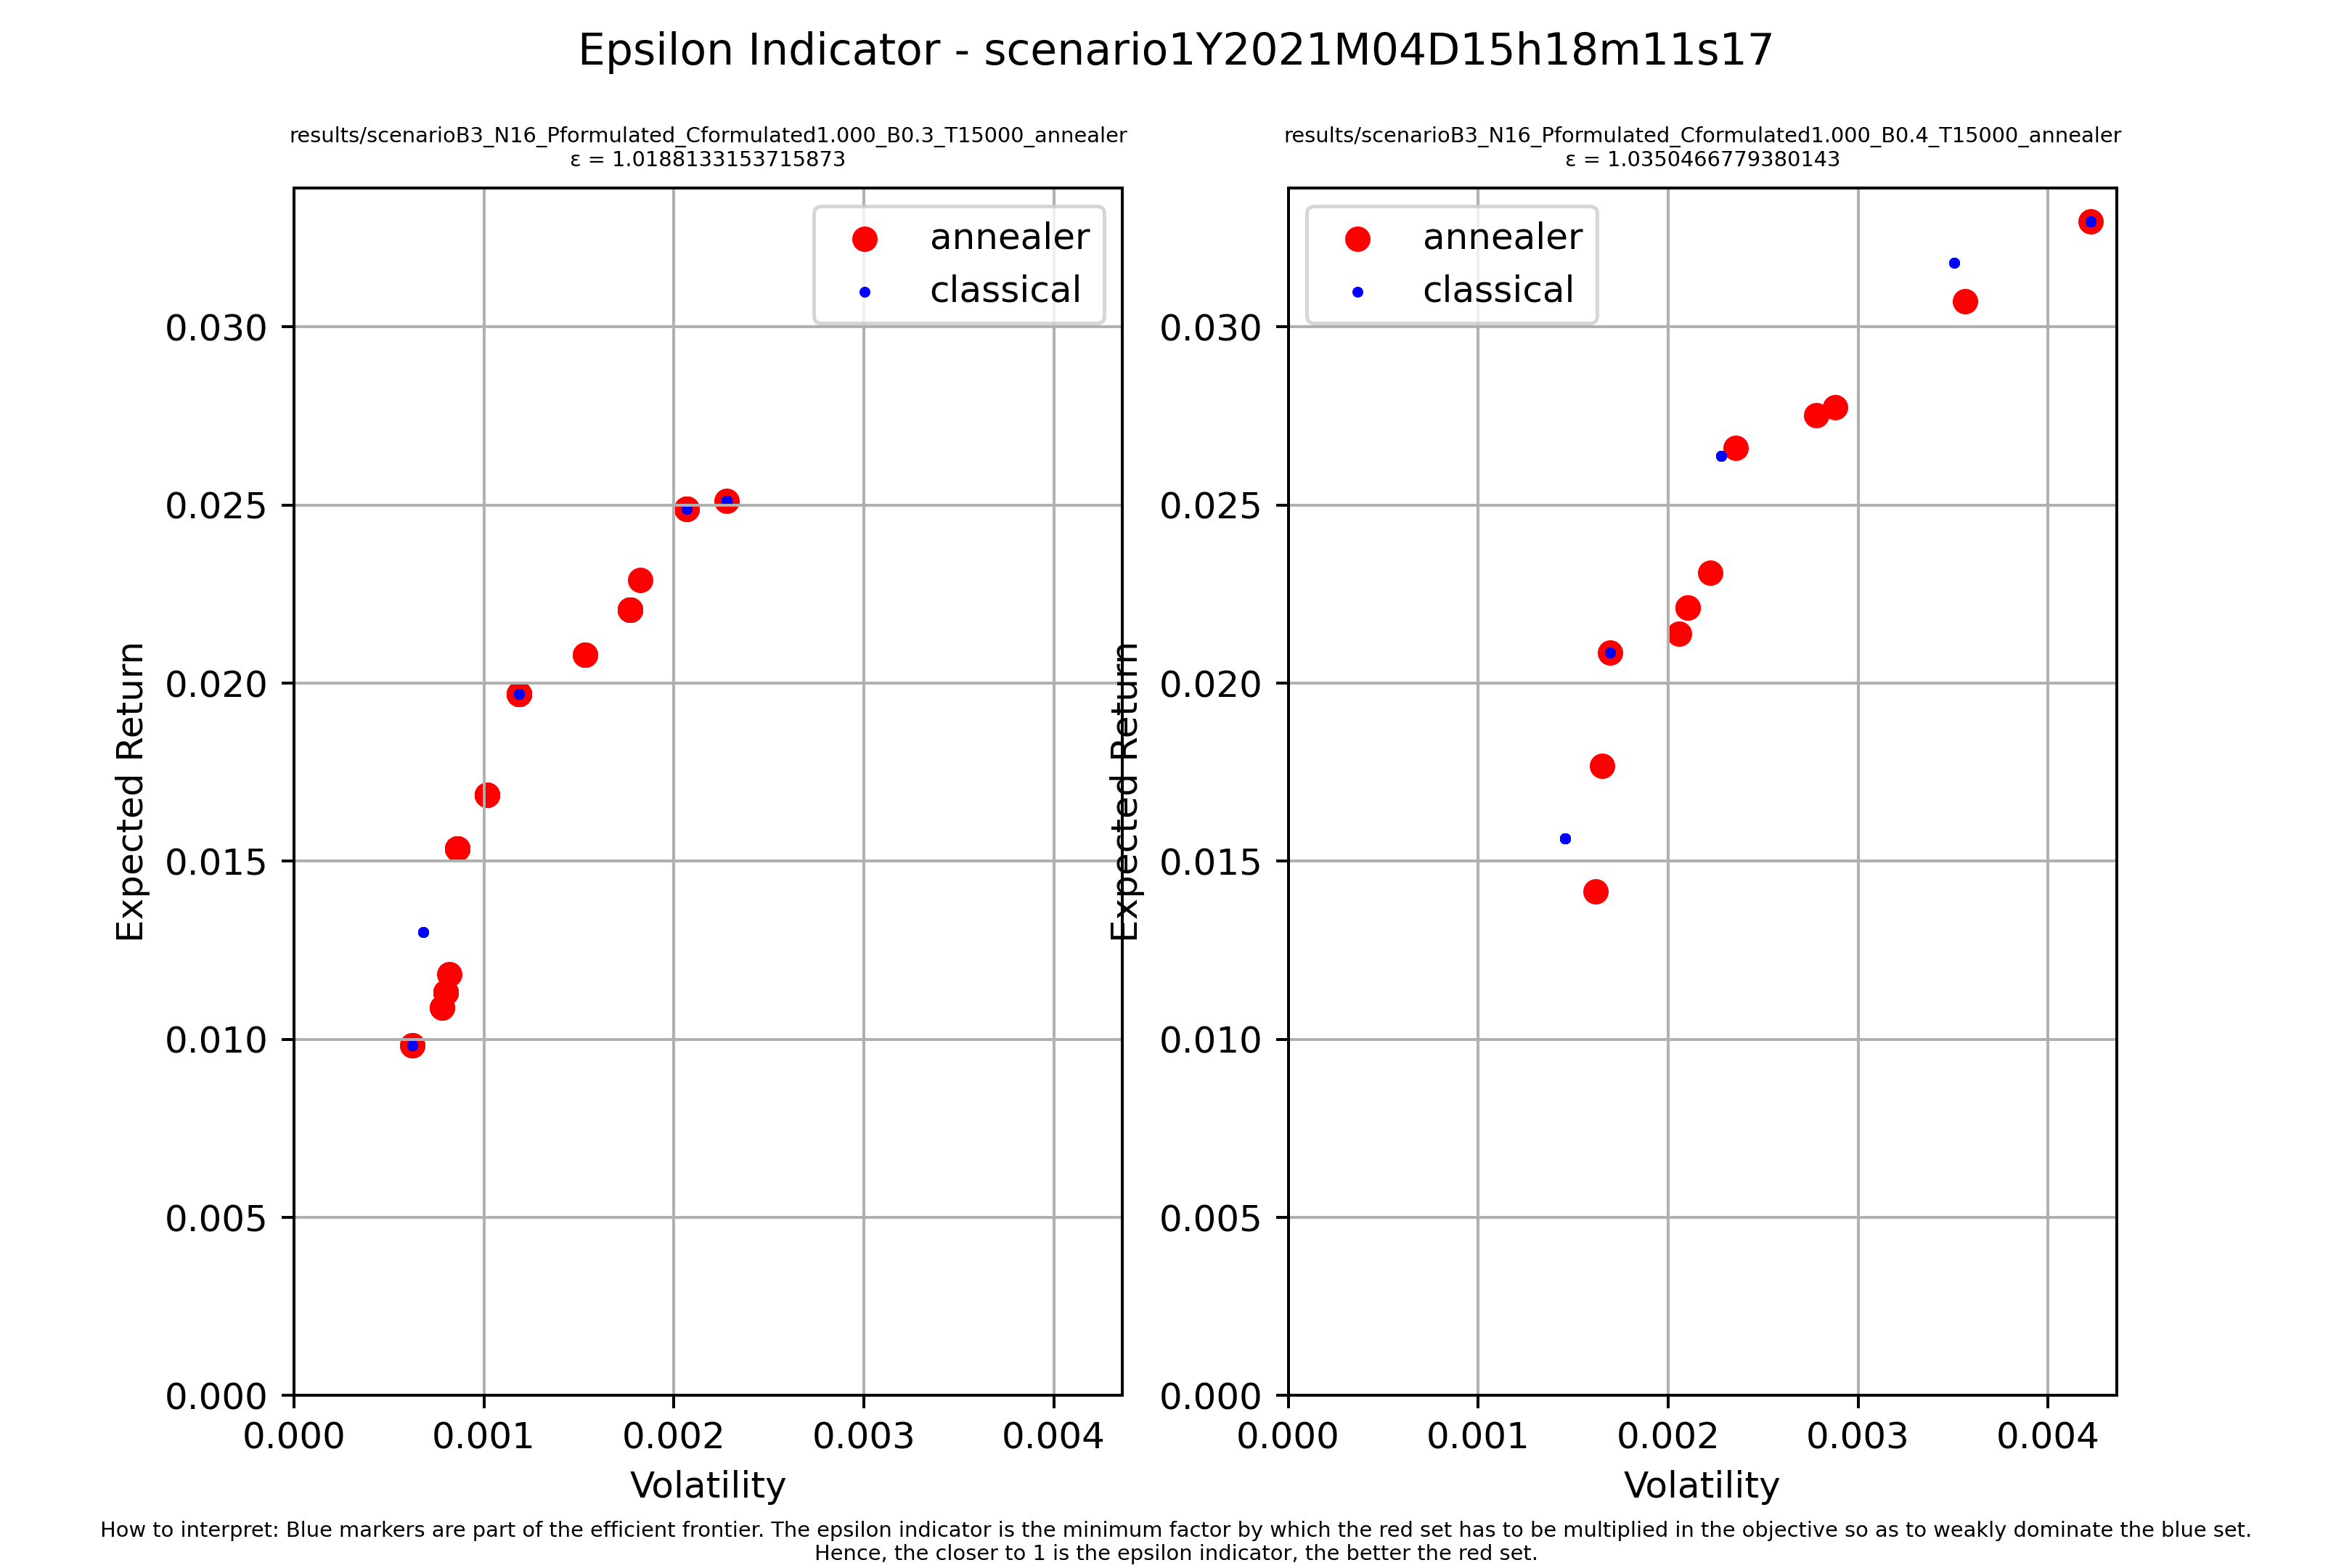 Epsilon Indicator - scenario1Y2021M04D15h18m11s17
results/scenarioB3_N16_Pformulated_Cformulated1.000_B0.3_T15000_annealer
ε = 1.0188133153715873
annealer
classical
0.030
0.025
0.020
0.015
0.010
0.005
0.000
Expected Return
0.000 0.001 0.002 0.003 0.004
Volatility
results/scenarioB3_N16_Pformulated_Cformulated1.000_B0.4_T15000_annealer
ε = 1.0350466779380143
annealer
classical
0.030
0.025
0.020
0.015
0.010
0.005
0.000
Expected Return
0.000 0.001 0.002 0.003 0.004
Volatility
How to interpret: Blue markers are part of the efficient frontier. The epsilon indicator is the minimum factor by which the red set has to be multiplied in the objective so as to weakly dominate the blue set.
Hence, the closer to 1 is the epsilon indicator, the better the red set.